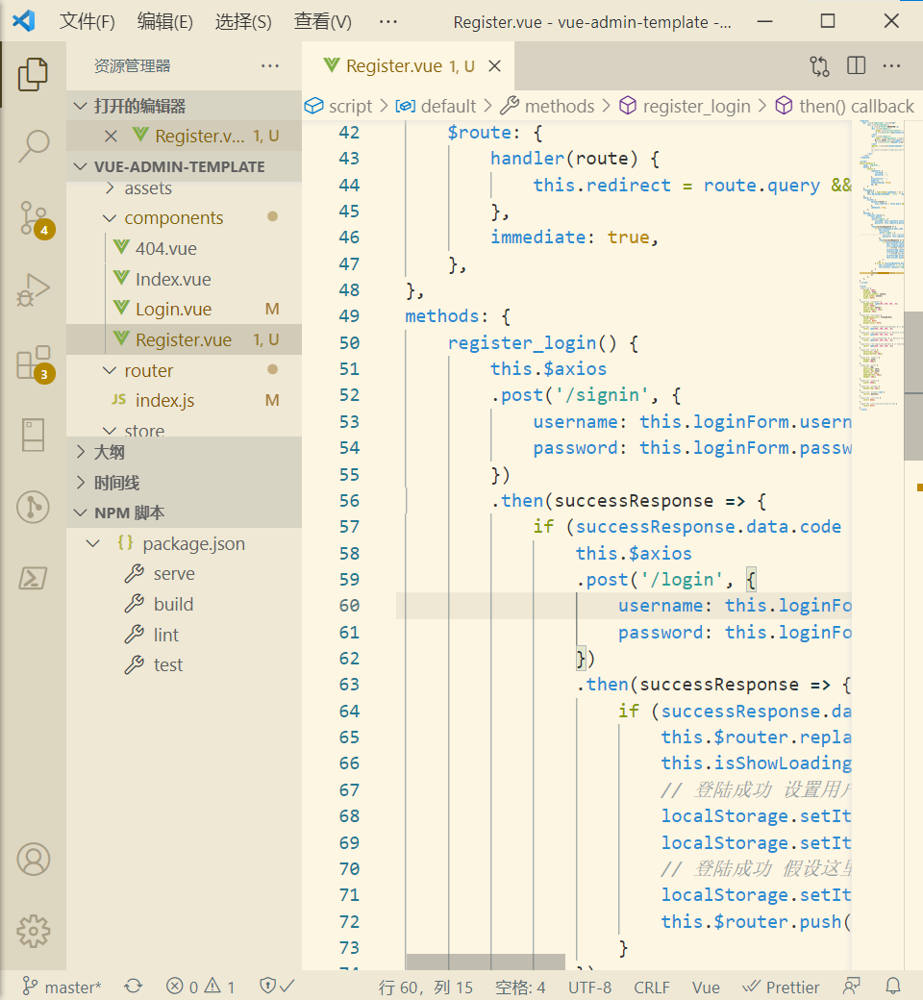 文件(F) 编辑(E) 选择(S) 查看(V) ··· Register.vue - vue-admin-template -...
资源管理器 ···
打开的编辑器
Register.v... 1, U
VUE-ADMIN-TEMPLATE
assets
components
404.vue
Index.vue
Login.vue M
Register.vue 1, U
router
JS index.js M
store
大纲
时间线
NPM 脚本
{} package.json
serve
build
lint
test
4
3
Register.vue 1, U
script > default > methods > register_login > then() callback
42 $route: {
43 handler(route) {
44 this.redirect = route.query &&
45 },
46 immediate: true,
47 },
48 },
49 methods: {
50 register_login() {
51 this.$axios
52 .post('/signin', {
53 username: this.loginForm.usern
54 password: this.loginForm.passw
55 })
56 .then(successResponse => {
57 if (successResponse.data.code
58 this.$axios
59 .post('/login', {
60 username: this.loginFo
61 password: this.loginFo
62 })
63 .then(successResponse => {
64 if (successResponse.da
65 this.$router.repla
66 this.isShowLoading
67 // 登陆成功 设置用户
68 localStorage.setIt
69 localStorage.setIt
70 // 登陆成功 假设这里
71 localStorage.setIt
72 this.$router.push(
73 }
master* 0 1 行 60，列 15 空格: 4 UTF-8 CRLF Vue Prettier